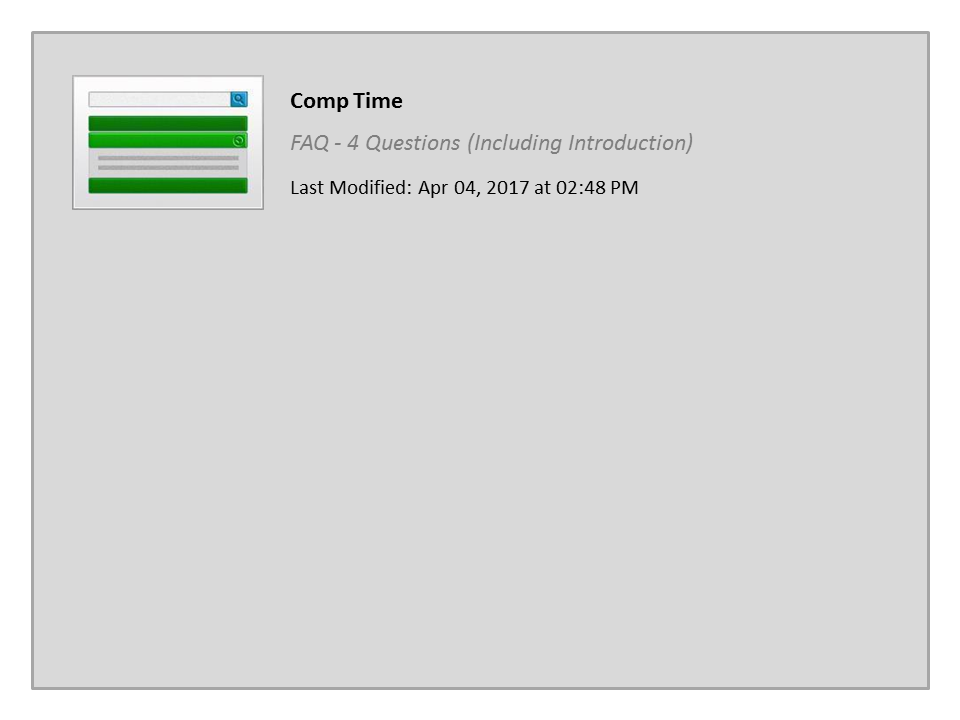 Comp Time
FAQ - 4 Questions (Including Introduction)
Last Modified: Apr 04, 2017 at 02:48 PM